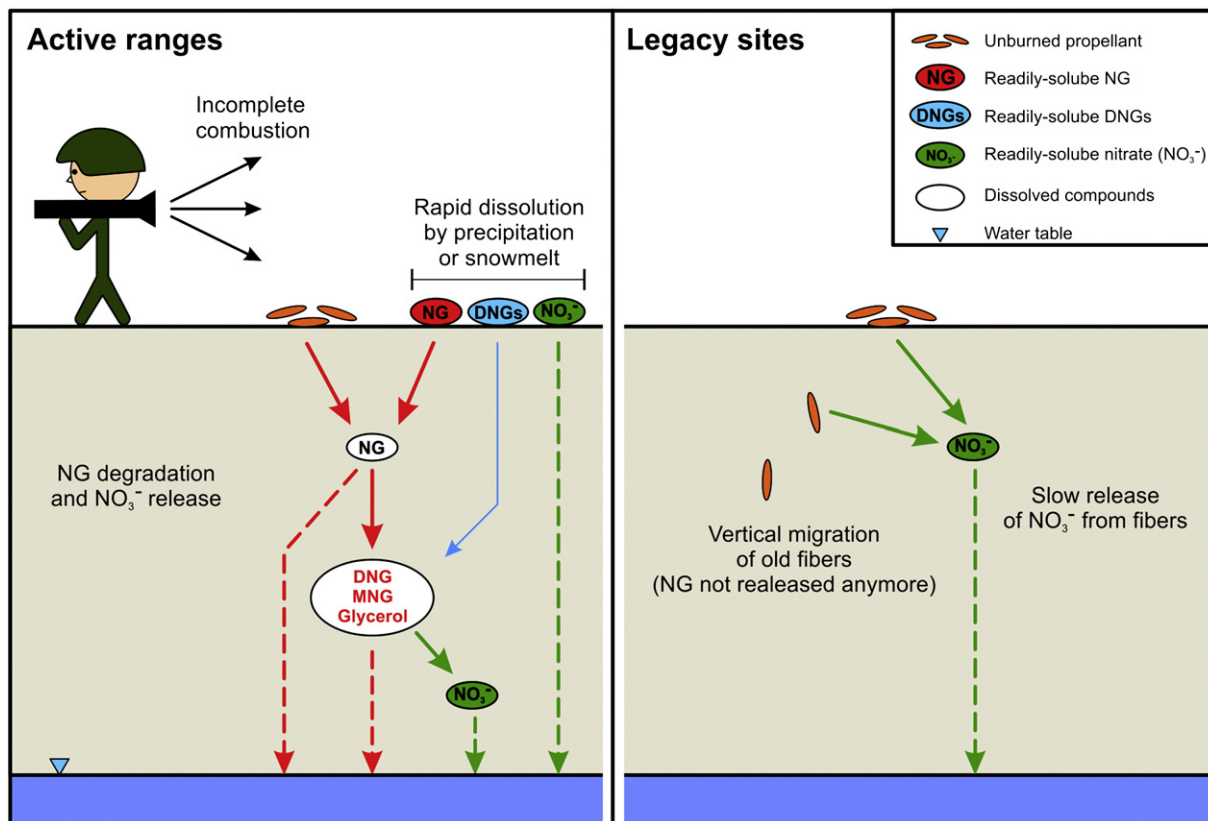 Active ranges
Incomplete
combustion
Rapid dissolution
by precipitation
or snowmelt
NG
DNGs
NO₃⁻
NG
NG degradation
and NO₃⁻ release
DNG
MNG
Glycerol
NO₃⁻
Legacy sites
Unburned propellant
NG
Readily-solube NG
DNGs
Readily-solube DNGs
NO₃-
Readily-solube nitrate (NO₃⁻)
Dissolved compounds
Water table
NO₃⁻
Slow release
of NO₃⁻ from fibers
Vertical migration
of old fibers
(NG not realeased anymore)